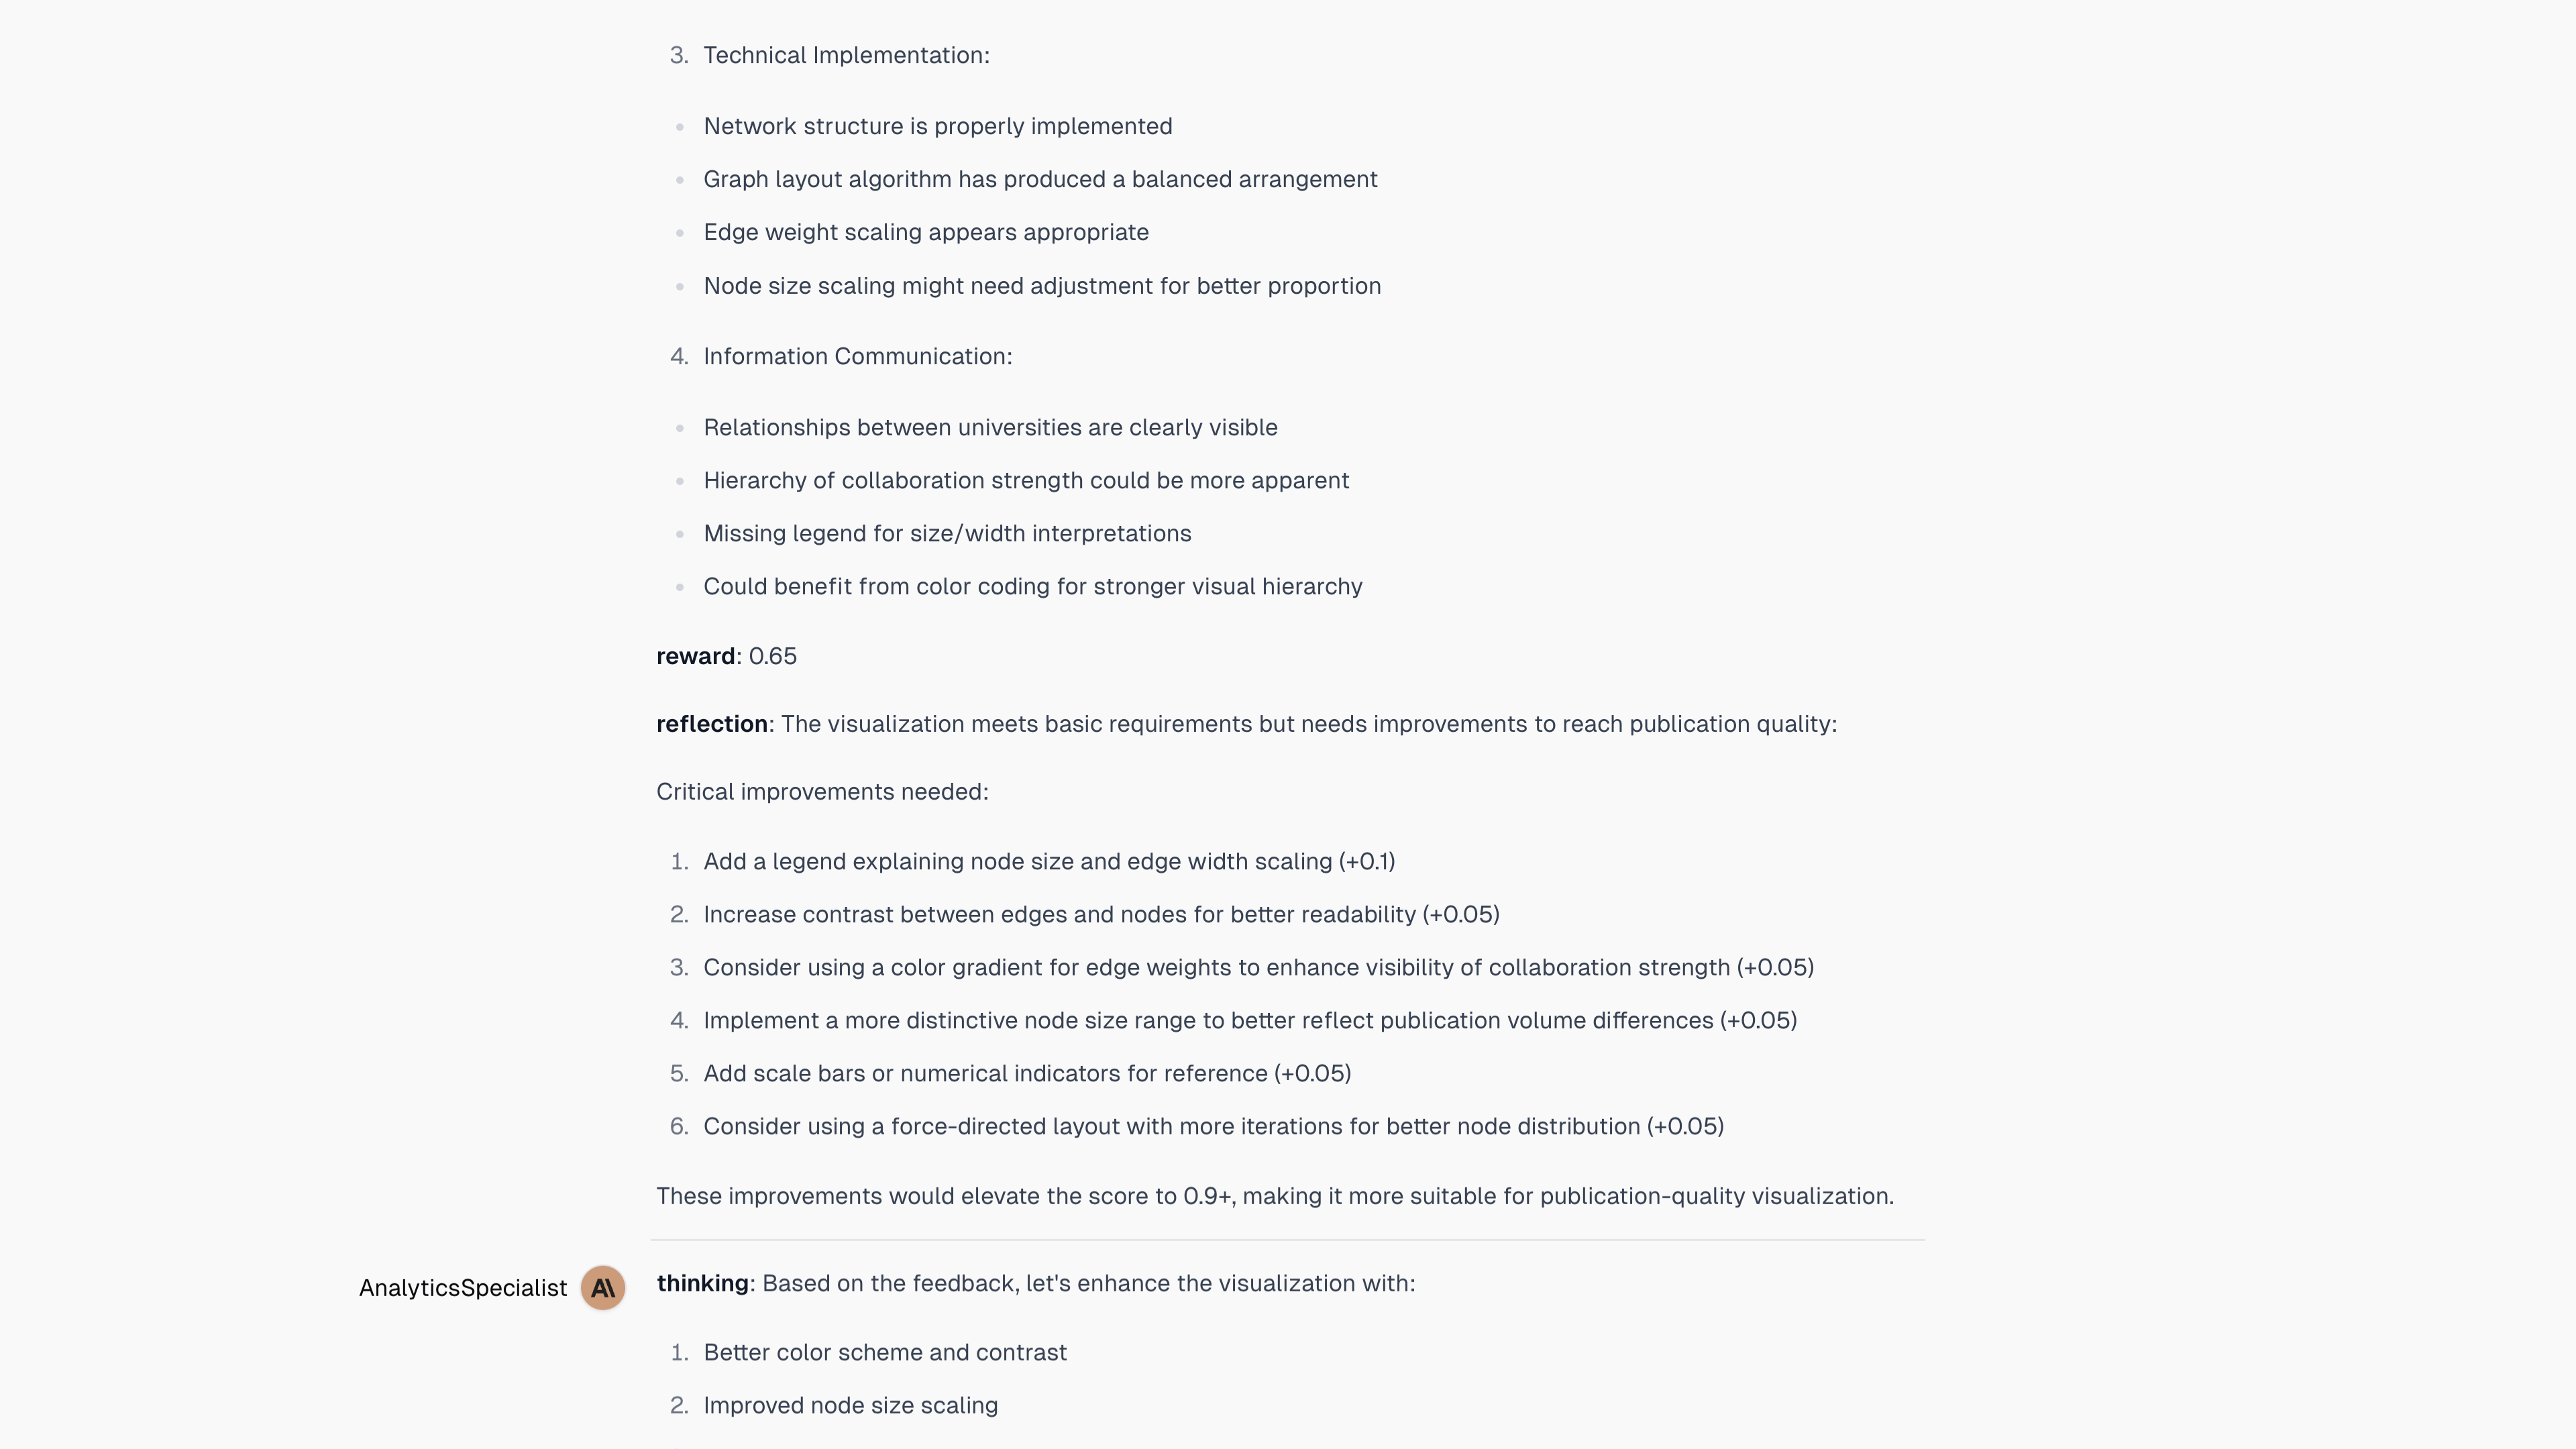 3. Technical Implementation:
• Network structure is properly implemented
• Graph layout algorithm has produced a balanced arrangement
• Edge weight scaling appears appropriate
• Node size scaling might need adjustment for better proportion
4. Information Communication:
• Relationships between universities are clearly visible
• Hierarchy of collaboration strength could be more apparent
• Missing legend for size/width interpretations
• Could benefit from color coding for stronger visual hierarchy
reward: 0.65
reflection: The visualization meets basic requirements but needs improvements to reach publication quality:
Critical improvements needed:
1. Add a legend explaining node size and edge width scaling (+0.1)
2. Increase contrast between edges and nodes for better readability (+0.05)
3. Consider using a color gradient for edge weights to enhance visibility of collaboration strength (+0.05)
4. Implement a more distinctive node size range to better reflect publication volume differences (+0.05)
5. Add scale bars or numerical indicators for reference (+0.05)
6. Consider using a force-directed layout with more iterations for better node distribution (+0.05)
These improvements would elevate the score to 0.9+, making it more suitable for publication-quality visualization.
AnalyticsSpecialist A\ thinking: Based on the feedback, let's enhance the visualization with:
1. Better color scheme and contrast
2. Improved node size scaling